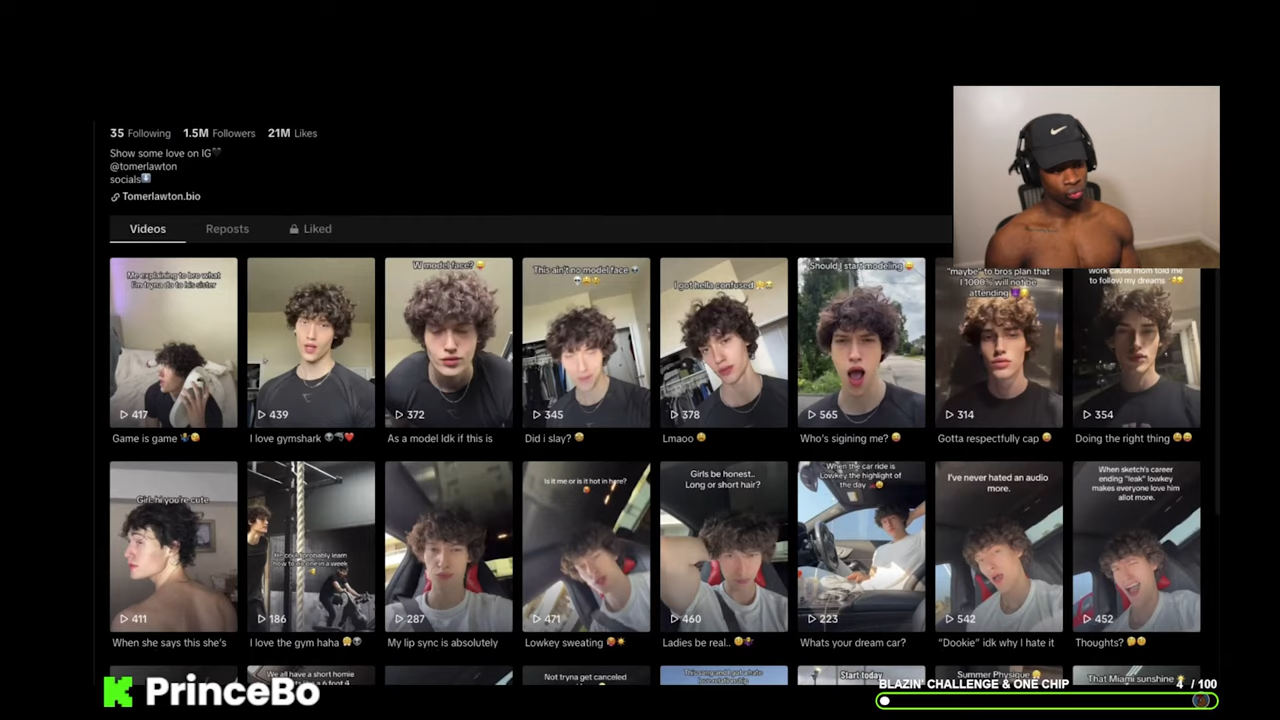 35 Following 1.5M Followers 21M Likes
Show some love on IG🖤
@tomerlawton
socials⬇️
Tomerlawton.bio
Videos Reposts Liked
Me explaining to bro what
I'm tryna do to his sister
417
Game is game
439
I love gymshark
W model face?
372
As a model Idk if this is
This ain't no model face
345
Did i slay?
I got hella confused
378
Lmaoo
Should I start modeling
565
Who's sigining me?
"maybe" to bros plan that
I 1000% will not be
attending
314
Gotta respectfully cap
work cause mom told me
to follow my dreams.
354
Doing the right thing
Girl: hi you're cute
411
When she says this she's
He could probably learn
how to do one in a week
186
I love the gym haha
287
My lip sync is absolutely
Is it me or is it hot in here?
471
Lowkey sweating
Girls be honest..
Long or short hair?
460
Ladies be real..
When the car ride is
Lowkey the highlight of
the day
223
Whats your dream car?
I've never hated an audio
more.
542
"Dookie" idk why I hate it
When sketch's career
ending "leak" lowkey
makes everyone love him
allot more.
452
Thoughts?
We all have a short homie
Not tryna get canceled
Start today
Summer Physique
That Miami sunshine
K PrinceBo
BLAZIN' CHALLENGE & ONE CHIP 4 / 100